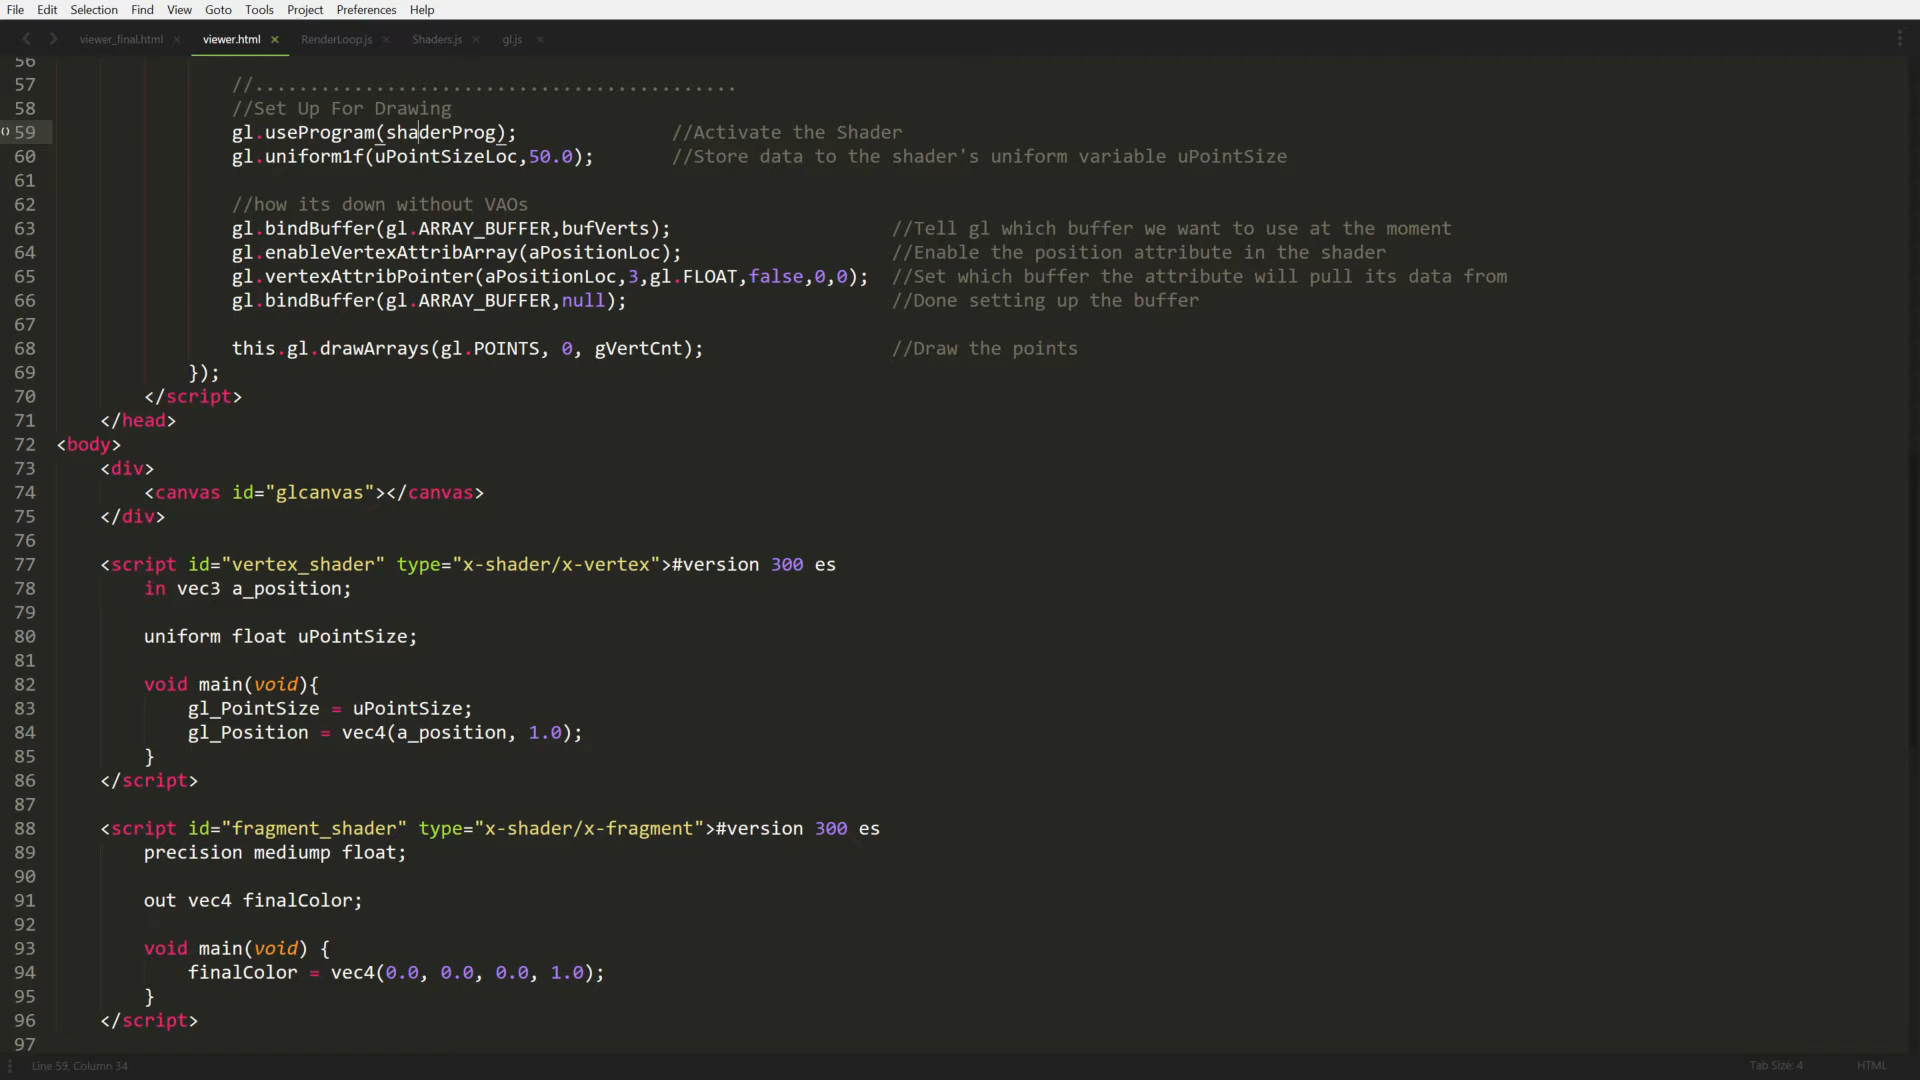 File Edit Selection Find View Goto Tools Project Preferences Help
viewer_final.html × viewer.html × RenderLoop.js × Shaders.js × gl.js ×
56
57 //............................................
58 //Set Up For Drawing
59 gl.useProgram(shaderProg); //Activate the Shader
60 gl.uniform1f(uPointSizeLoc,50.0); //Store data to the shader's uniform variable uPointSize
61
62 //how its down without VAOs
63 gl.bindBuffer(gl.ARRAY_BUFFER,bufVerts); //Tell gl which buffer we want to use at the moment
64 gl.enableVertexAttribArray(aPositionLoc); //Enable the position attribute in the shader
65 gl.vertexAttribPointer(aPositionLoc,3,gl.FLOAT,false,0,0); //Set which buffer the attribute will pull its data from
66 gl.bindBuffer(gl.ARRAY_BUFFER,null); //Done setting up the buffer
67
68 this.gl.drawArrays(gl.POINTS, 0, gVertCnt); //Draw the points
69 });
70 </script>
71 </head>
72 <body>
73 <div>
74 <canvas id="glcanvas"></canvas>
75 </div>
76
77 <script id="vertex_shader" type="x-shader/x-vertex">#version 300 es
78 in vec3 a_position;
79
80 uniform float uPointSize;
81
82 void main(void){
83 gl_PointSize = uPointSize;
84 gl_Position = vec4(a_position, 1.0);
85 }
86 </script>
87
88 <script id="fragment_shader" type="x-shader/x-fragment">#version 300 es
89 precision mediump float;
90
91 out vec4 finalColor;
92
93 void main(void) {
94 finalColor = vec4(0.0, 0.0, 0.0, 1.0);
95 }
96 </script>
97
Line 59, Column 34 Tab Size: 4 HTML